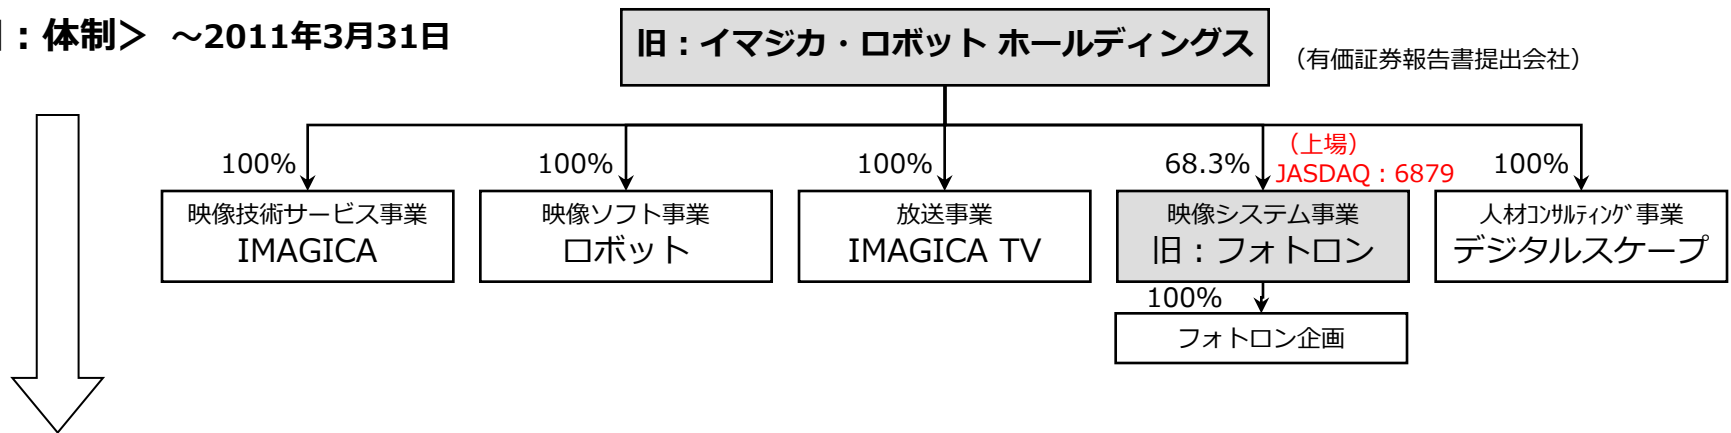 ：体制＞ ～2011年3月31日
旧：イマジカ・ロボット ホールディングス
（有価証券報告書提出会社）
100%
100%
100%
68.3%
（上場）
JASDAQ：6879
100%
映像技術サービス事業
IMAGICA
映像ソフト事業
ロボット
放送事業
IMAGICA TV
映像システム事業
旧：フォトロン
人材ｺﾝｻﾙﾃｨﾝｸﾞ事業
デジタルスケープ
100%
フォトロン企画